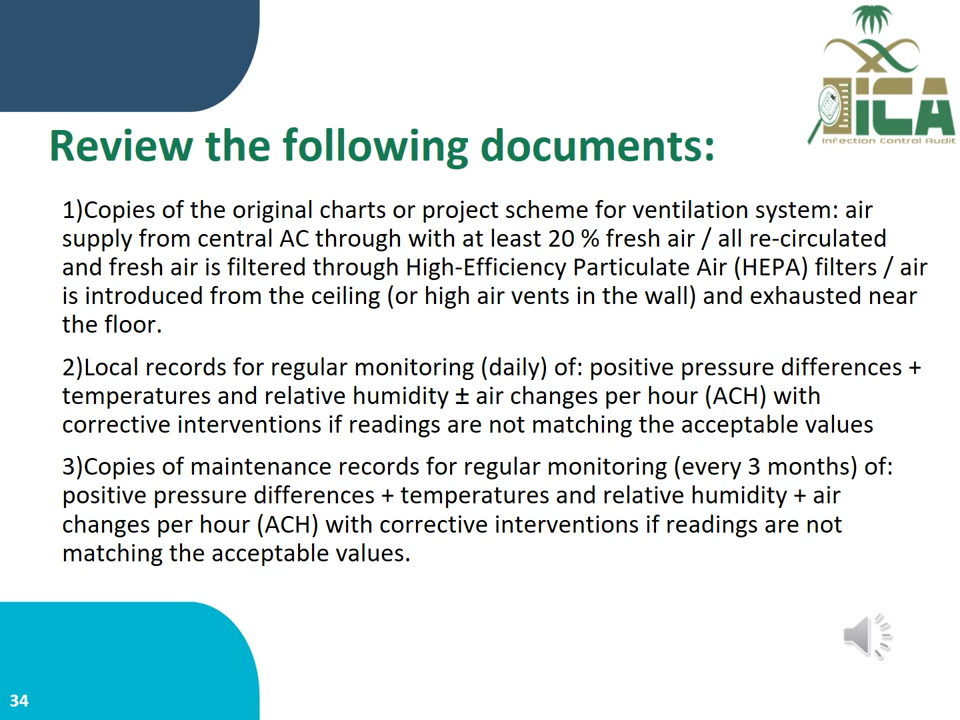 ICA
Infection Control Audit
Review the following documents:
1)Copies of the original charts or project scheme for ventilation system: air
supply from central AC through with at least 20 % fresh air / all re-circulated
and fresh air is filtered through High-Efficiency Particulate Air (HEPA) filters / air
is introduced from the ceiling (or high air vents in the wall) and exhausted near
the floor.
2)Local records for regular monitoring (daily) of: positive pressure differences +
temperatures and relative humidity ± air changes per hour (ACH) with
corrective interventions if readings are not matching the acceptable values
3)Copies of maintenance records for regular monitoring (every 3 months) of:
positive pressure differences + temperatures and relative humidity + air
changes per hour (ACH) with corrective interventions if readings are not
matching the acceptable values.
34